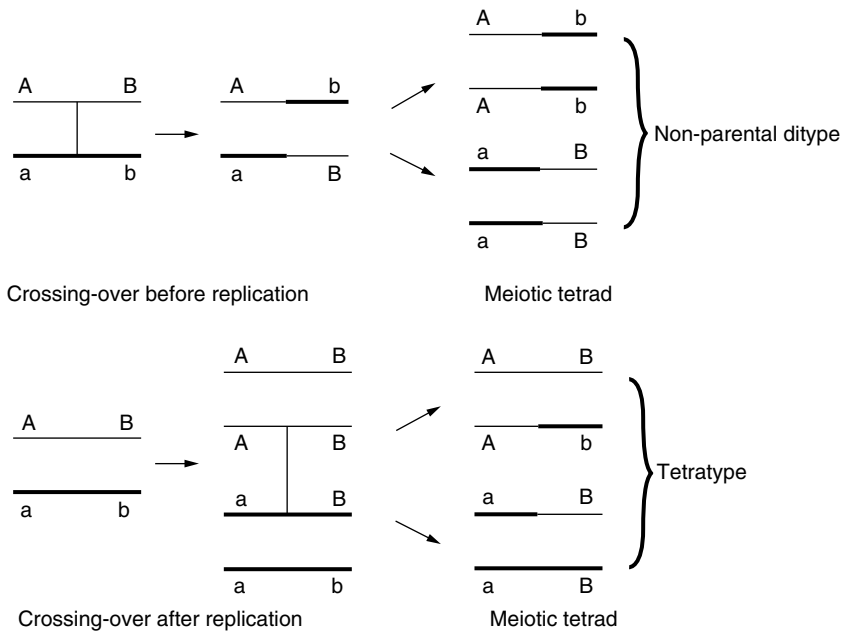 A b
A B
A b
A b
a b
a B
a B
a B
Non-parental ditype
Crossing-over before replication
Meiotic tetrad
A B
A B
A B
A B
A b
a B
a B
a b
a b
a B
Tetratype
Crossing-over after replication
Meiotic tetrad